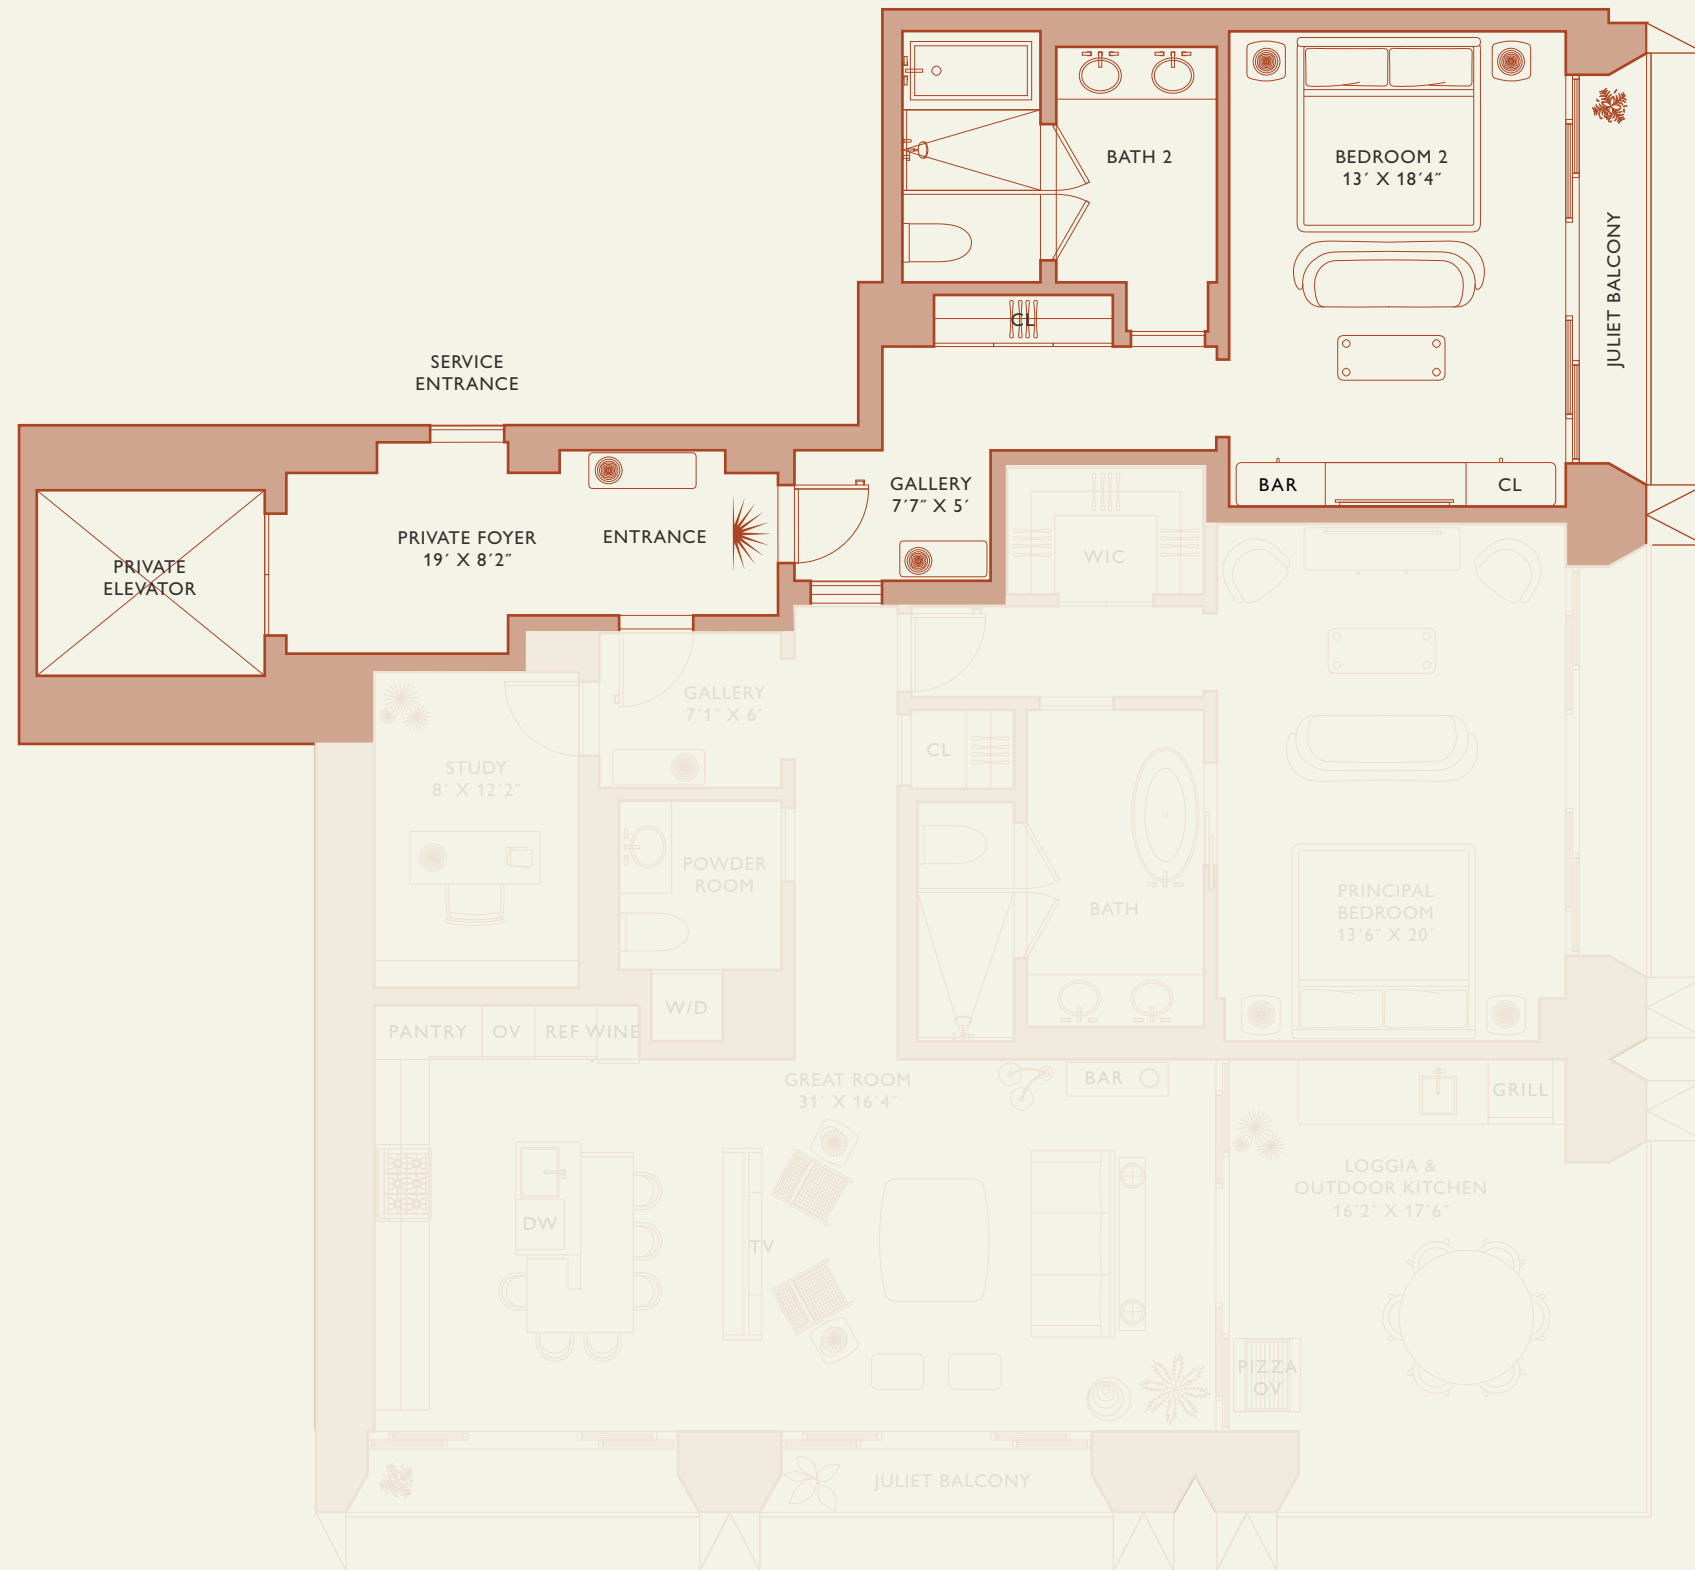 BATH 2
BEDROOM 2
13′ X 18′4″
JULIET BALCONY
CL
SERVICE
ENTRANCE
BAR
CL
GALLERY
7′7″ X 5′
PRIVATE FOYER
19′ X 8′2″
ENTRANCE
PRIVATE
ELEVATOR
WIC
GALLERY
7′1″ X 6′
STUDY
8′ X 12′2″
CL
POWDER
ROOM
BATH
PRINCIPAL
BEDROOM
13′6″ X 20′
W/D
PANTRY
OV
REF
WINE
GREAT ROOM
31′ X 16′4″
BAR
GRILL
LOGGIA &
OUTDOOR KITCHEN
16′2″ X 17′6″
DW
TV
PIZZA
OV
JULIET BALCONY